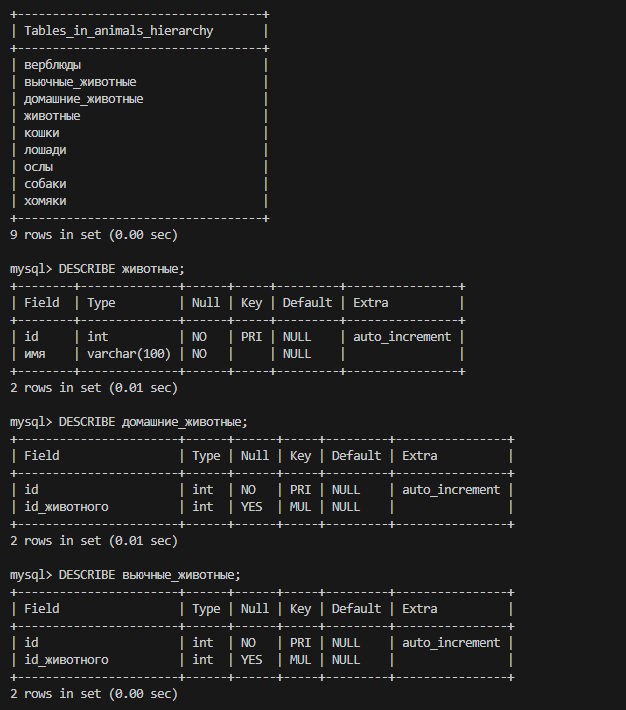 +-----------------------------------+
| Tables_in_animals_hierarchy       |
+-----------------------------------+
| верблюды                          |
| вьючные_животные                  |
| домашние_животные                 |
| животные                          |
| кошки                             |
| лошади                            |
| ослы                              |
| собаки                            |
| хомяки                            |
+-----------------------------------+
9 rows in set (0.00 sec)
mysql> DESCRIBE животные;
+--------+--------------+------+-----+---------+----------------+
| Field  | Type         | Null | Key | Default | Extra          |
+--------+--------------+------+-----+---------+----------------+
| id     | int          | NO   | PRI | NULL    | auto_increment |
| имя    | varchar(100) | NO   |     | NULL    |                |
+--------+--------------+------+-----+---------+----------------+
2 rows in set (0.01 sec)
mysql> DESCRIBE домашние_животные;
+-----------------------+------+------+-----+---------+----------------+
| Field                 | Type | Null | Key | Default | Extra          |
+-----------------------+------+------+-----+---------+----------------+
| id                    | int  | NO   | PRI | NULL    | auto_increment |
| id_животного          | int  | YES  | MUL | NULL    |                |
+-----------------------+------+------+-----+---------+----------------+
2 rows in set (0.01 sec)
mysql> DESCRIBE вьючные_животные;
+-----------------------+------+------+-----+---------+----------------+
| Field                 | Type | Null | Key | Default | Extra          |
+-----------------------+------+------+-----+---------+----------------+
| id                    | int  | NO   | PRI | NULL    | auto_increment |
| id_животного          | int  | YES  | MUL | NULL    |                |
+-----------------------+------+------+-----+---------+----------------+
2 rows in set (0.00 sec)